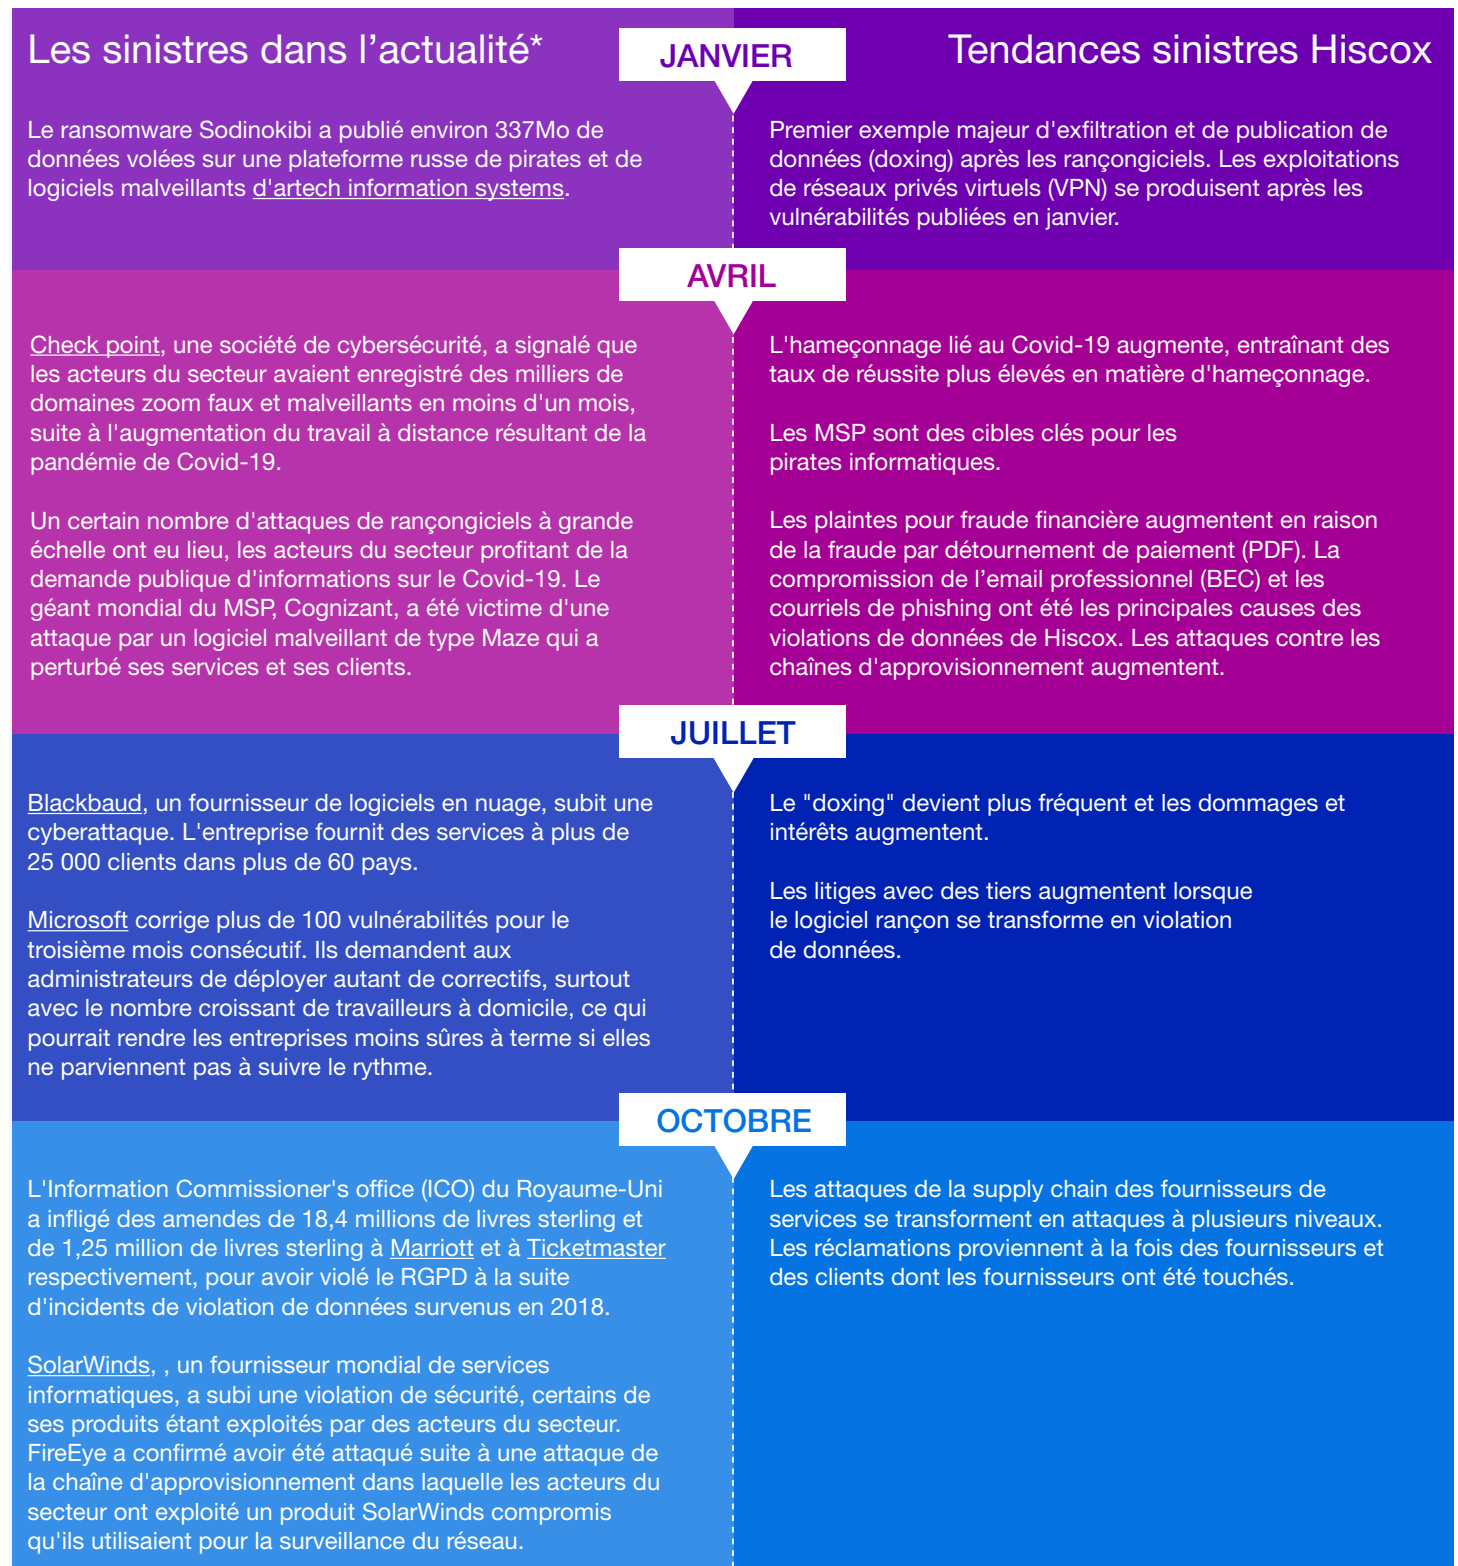 Les sinistres dans l’actualité*
JANVIER
Tendances sinistres Hiscox
Le ransomware Sodinokibi a publié environ 337Mo de
données volées sur une plateforme russe de pirates et de
logiciels malveillants d'artech information systems.
Premier exemple majeur d'exfiltration et de publication de
données (doxing) après les rançongiciels. Les exploitations
de réseaux privés virtuels (VPN) se produisent après les
vulnérabilités publiées en janvier.
AVRIL
Check point, une société de cybersécurité, a signalé que
les acteurs du secteur avaient enregistré des milliers de
domaines zoom faux et malveillants en moins d'un mois,
suite à l'augmentation du travail à distance résultant de la
pandémie de Covid-19.
Un certain nombre d'attaques de rançongiciels à grande
échelle ont eu lieu, les acteurs du secteur profitant de la
demande publique d'informations sur le Covid-19. Le
géant mondial du MSP, Cognizant, a été victime d'une
attaque par un logiciel malveillant de type Maze qui a
perturbé ses services et ses clients.
L'hameçonnage lié au Covid-19 augmente, entraînant des
taux de réussite plus élevés en matière d'hameçonnage.
Les MSP sont des cibles clés pour les
pirates informatiques.
Les plaintes pour fraude financière augmentent en raison
de la fraude par détournement de paiement (PDF). La
compromission de l’email professionnel (BEC) et les
courriels de phishing ont été les principales causes des
violations de données de Hiscox. Les attaques contre les
chaînes d'approvisionnement augmentent.
JUILLET
Blackbaud, un fournisseur de logiciels en nuage, subit une
cyberattaque. L'entreprise fournit des services à plus de
25 000 clients dans plus de 60 pays.
Microsoft corrige plus de 100 vulnérabilités pour le
troisième mois consécutif. Ils demandent aux
administrateurs de déployer autant de correctifs, surtout
avec le nombre croissant de travailleurs à domicile, ce qui
pourrait rendre les entreprises moins sûres à terme si elles
ne parviennent pas à suivre le rythme.
Le "doxing" devient plus fréquent et les dommages et
intérêts augmentent.
Les litiges avec des tiers augmentent lorsque
le logiciel rançon se transforme en violation
de données.
OCTOBRE
L'Information Commissioner's office (ICO) du Royaume-Uni
a infligé des amendes de 18,4 millions de livres sterling et
de 1,25 million de livres sterling à Marriott et à Ticketmaster
respectivement, pour avoir violé le RGPD à la suite
d'incidents de violation de données survenus en 2018.
SolarWinds, , un fournisseur mondial de services
informatiques, a subi une violation de sécurité, certains de
ses produits étant exploités par des acteurs du secteur.
FireEye a confirmé avoir été attaqué suite à une attaque de
la chaîne d'approvisionnement dans laquelle les acteurs du
secteur ont exploité un produit SolarWinds compromis
qu'ils utilisaient pour la surveillance du réseau.
Les attaques de la supply chain des fournisseurs de
services se transforment en attaques à plusieurs niveaux.
Les réclamations proviennent à la fois des fournisseurs et
des clients dont les fournisseurs ont été touchés.